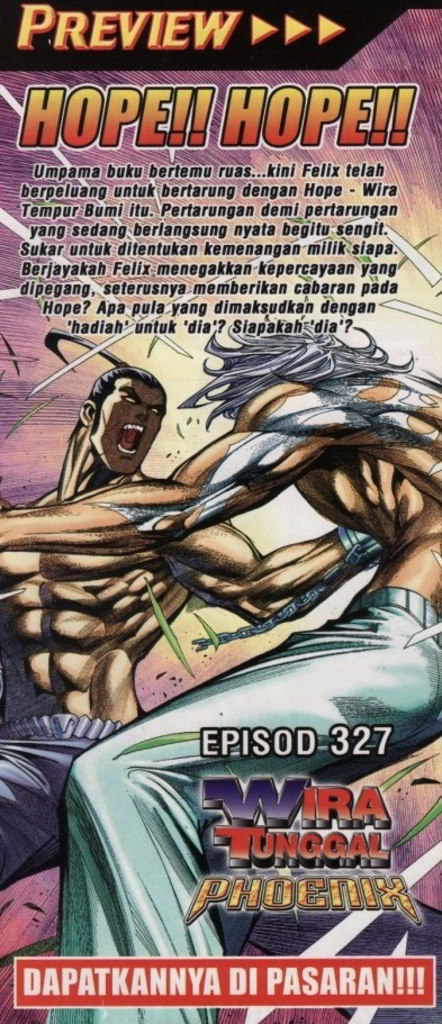 PREVIEW
HOPE!! HOPE!!
Umpama buku bertemu ruas...kini Felix telah
berpeluang untuk bertarung dengan Hope - Wira
Tempur Bumi itu. Pertarungan demi pertarungan
yang sedang berlangsung nyata begitu sengit.
Sukar untuk ditentukan kemenangan milik siapa.
Berjayakah Felix menegakkan kepercayaan yang
dipegang, seterusnya memberikan cabaran pada
Hope? Apa pula yang dimaksudkan dengan
'hadiah' untuk 'dia'? Siapakah 'dia'?
EPISOD 327
WIRA
TUNGGAL
PHOENIX
DAPATKANNYA DI PASARAN!!!